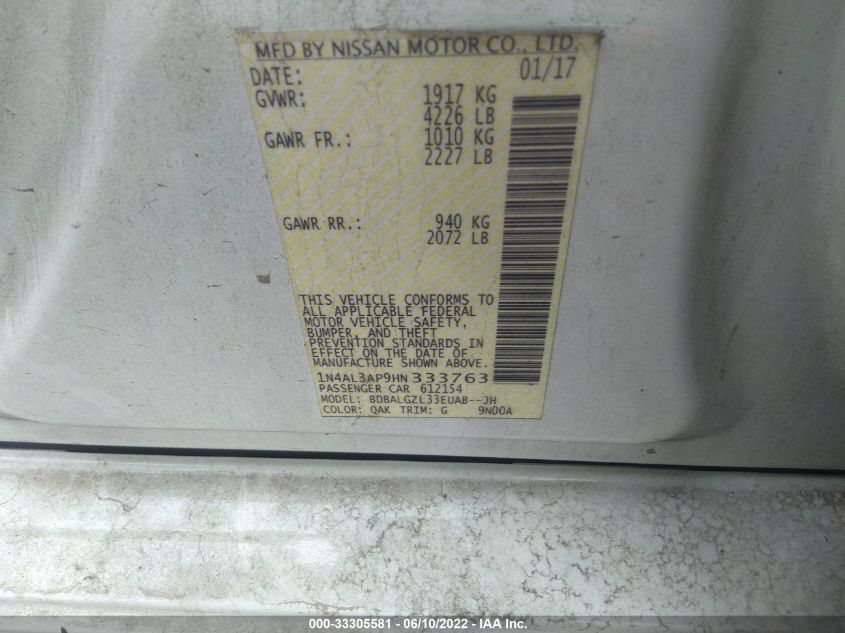 MFD BY NISSAN MOTOR CO., LTD.
DATE: 01/17
GVWR: 1917 KG
4226 LB
GAWR FR.: 1010 KG
2227 LB
GAWR RR.: 940 KG
2072 LB
THIS VEHICLE CONFORMS TO
ALL APPLICABLE FEDERAL
MOTOR VEHICLE SAFETY,
BUMPER, AND THEFT
PREVENTION STANDARDS IN
EFFECT ON THE DATE OF
MANUFACTURE SHOWN ABOVE.
1N4AL3AP9HN333763
PASSENGER CAR 612154
MODEL: BDBALGZL33EUAB--JH
COLOR: QAK TRIM: G 9N00A
000-33305581 - 06/10/2022 - IAA Inc.